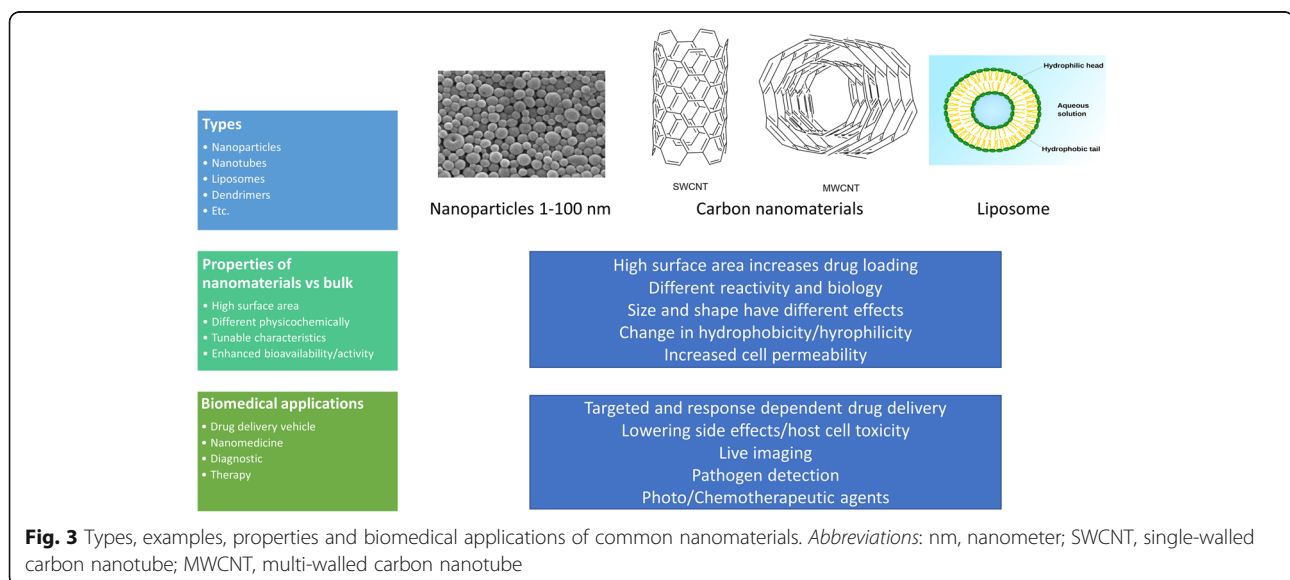 Types
• Nanoparticles
• Nanotubes
• Liposomes
• Dendrimers
• Etc.
SWCNT
MWCNT
Hydrophilic head
Aqueous
solution
Hydrophobic tail
Nanoparticles 1-100 nm
Carbon nanomaterials
Liposome
Properties of
nanomaterials vs bulk
• High surface area
• Different physicochemically
• Tunable characteristics
• Enhanced bioavailability/activity
High surface area increases drug loading
Different reactivity and biology
Size and shape have different effects
Change in hydrophobicity/hyrophilicity
Increased cell permeability
Biomedical applications
• Drug delivery vehicle
• Nanomedicine
• Diagnostic
• Therapy
Targeted and response dependent drug delivery
Lowering side effects/host cell toxicity
Live imaging
Pathogen detection
Photo/Chemotherapeutic agents
Fig. 3 Types, examples, properties and biomedical applications of common nanomaterials. Abbreviations: nm, nanometer; SWCNT, single-walled
carbon nanotube; MWCNT, multi-walled carbon nanotube